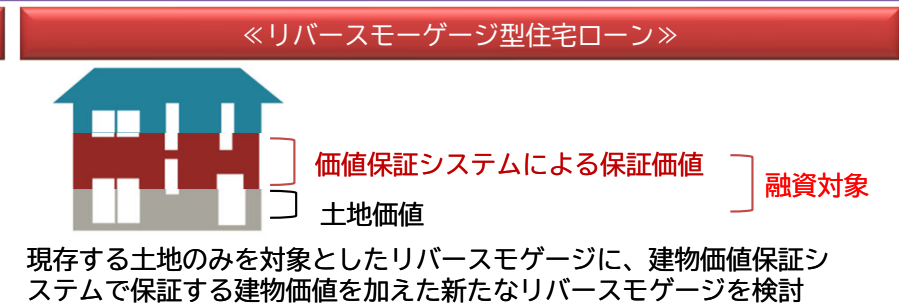 ≪リバースモーゲージ型住宅ローン≫
価値保証システムによる保証価値
融資対象
土地価値
現存する土地のみを対象としたリバースモゲージに、建物価値保証シ
ステムで保証する建物価値を加えた新たなリバースモゲージを検討